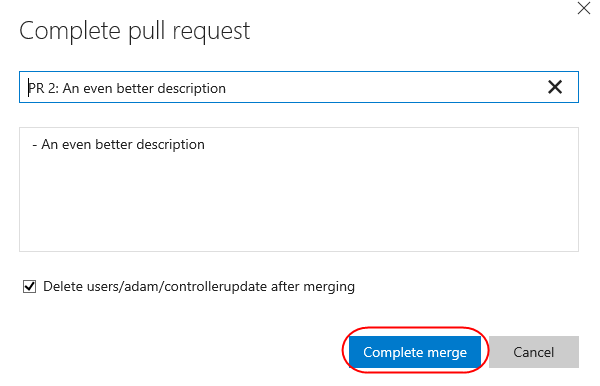 Complete pull request
PR 2: An even better description
- An even better description
Delete users/adam/controllerupdate after merging
Complete merge
Cancel